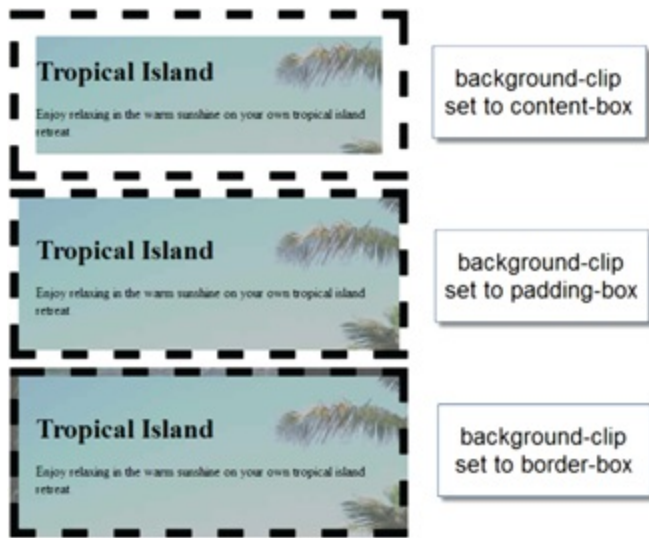 Tropical Island
Enjoy relaxing in the warm sunshine on your own tropical island
retreat
background-clip
set to content-box
Tropical Island
Enjoy relaxing in the warm sunshine on your own tropical island
retreat
background-clip
set to padding-box
Tropical Island
Enjoy relaxing in the warm sunshine on your own tropical island
retreat
background-clip
set to border-box